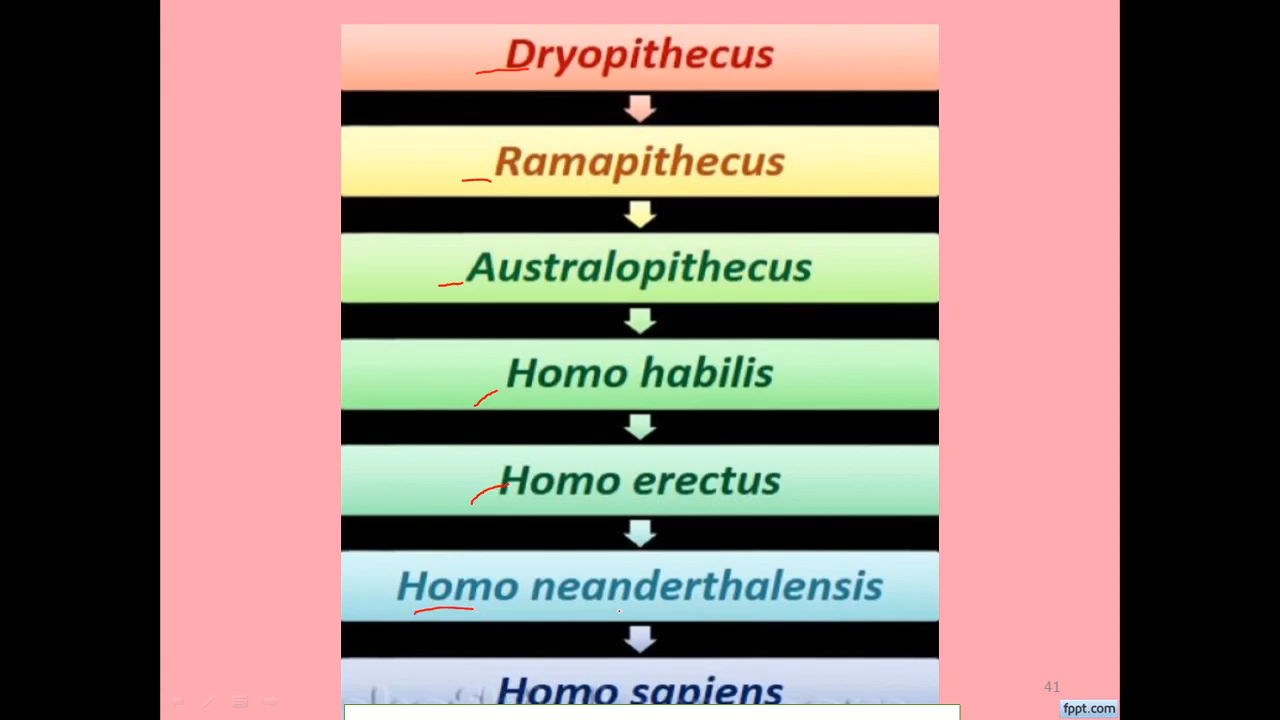 Dryopithecus
Ramapithecus
Australopithecus
Homo habilis
Homo erectus
Homo neanderthalensis
Homo sapiens
41
fppt.com